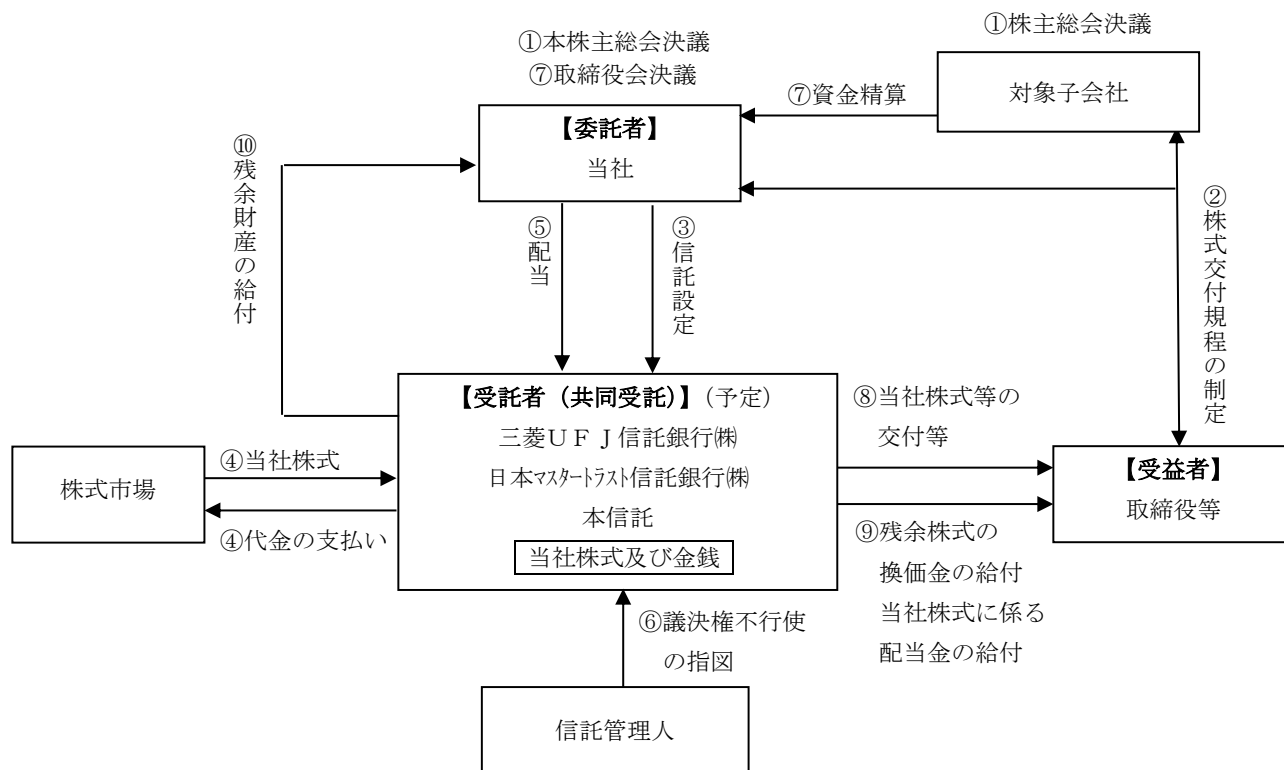 ①本株主総会決議
⑦取締役会決議
①株主総会決議
対象子会社
⑦資金精算
【委託者】
当社
⑩残余財産の給付
⑤配当
③信託設定
②株式交付規程の制定
【受託者（共同受託）】（予定）
三菱ＵＦＪ信託銀行㈱
日本ﾏｽﾀｰﾄﾗｽﾄ信託銀行㈱
本信託
当社株式及び金銭
株式市場
④当社株式
④代金の支払い
⑧当社株式等の
交付等
【受益者】
取締役等
⑨残余株式の
換価金の給付
当社株式に係る
配当金の給付
⑥議決権不行使
の指図
信託管理人